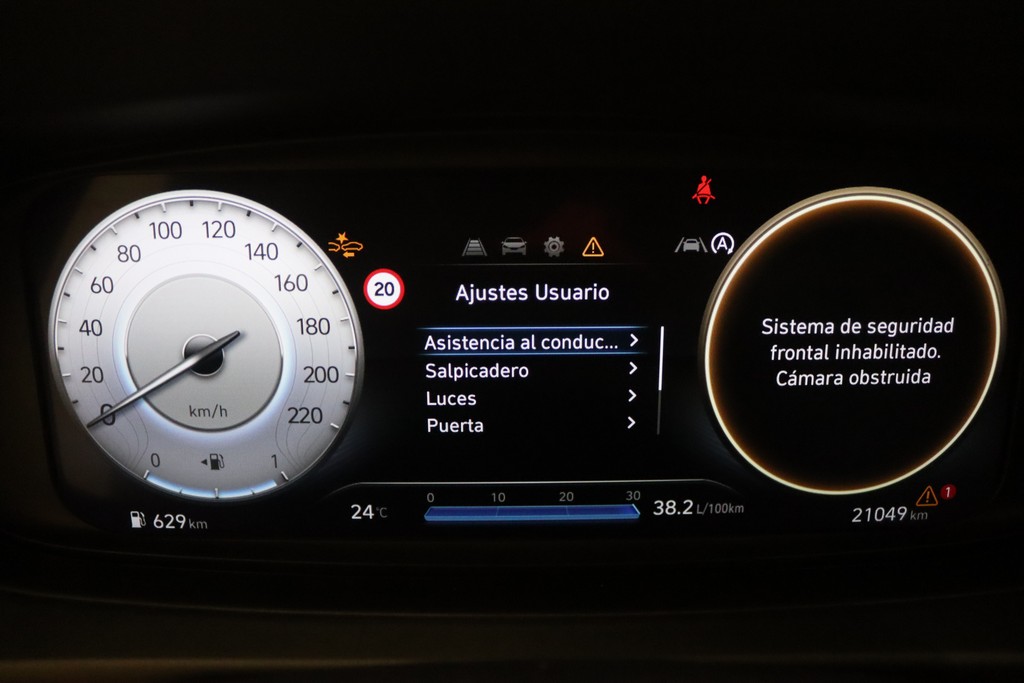 0
20
40
60
80
100
120
140
160
180
200
220
km/h
0
1
629 km
20
Ajustes Usuario
Asistencia al conduc...
Salpicadero
Luces
Puerta
24°C
0 10 20 30
38.2 L/100km
A
Sistema de seguridad
frontal inhabilitado.
Cámara obstruida
1
21049 km